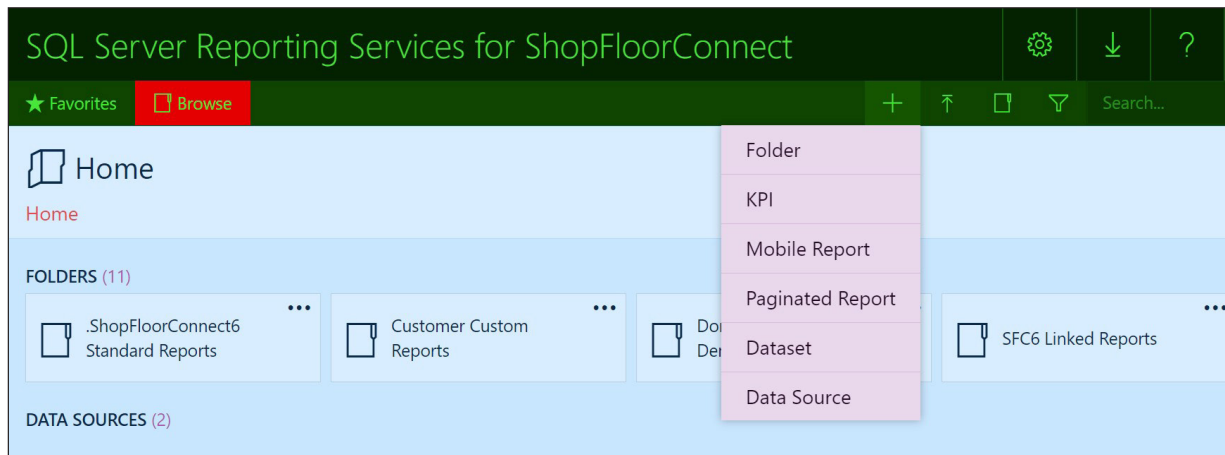 SQL Server Reporting Services for ShopFloorConnect
?
Favorites
Browse
Search...
Home
Home
Folder
KPI
Mobile Report
Paginated Report
Dataset
Data Source
FOLDERS (11)
.ShopFloorConnect6
Standard Reports
Customer Custom
Reports
SFC6 Linked Reports
DATA SOURCES (2)